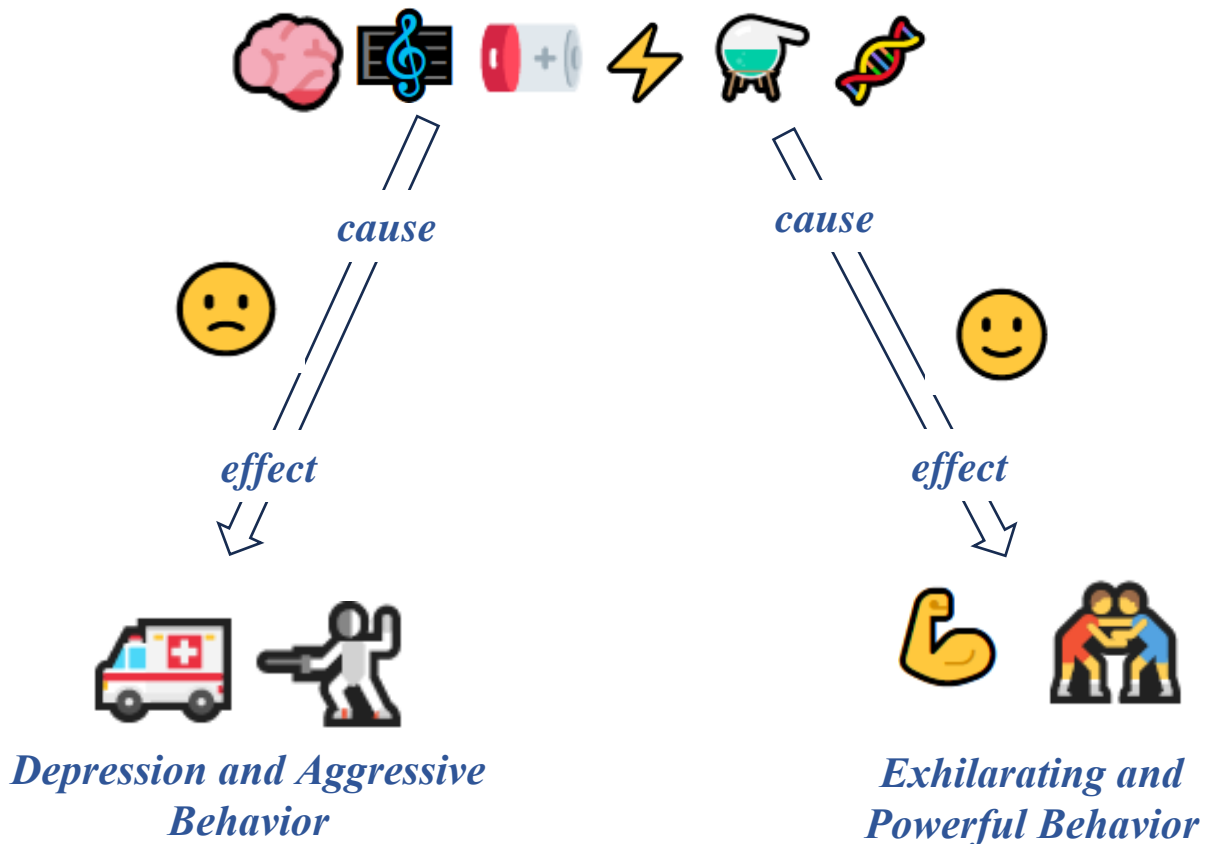 cause
cause
effect
effect
Depression and Aggressive
Behavior
Exhilarating and
Powerful Behavior